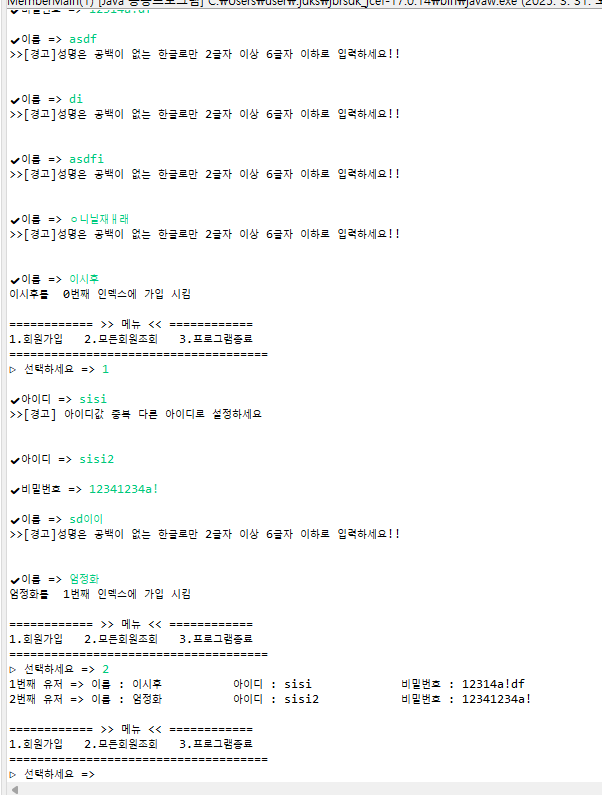 MemberMain(1) [Java 응용프로그램] C:\Users\user\.jdks\jbrsdk_jcef-17.0.14\bin\javaw.exe (2025. 3. 31. 오
✔이름 => asdf
>>[경고]성명은 공백이 없는 한글로만 2글자 이상 6글자 이하로 입력하세요!!
✔이름 => di
>>[경고]성명은 공백이 없는 한글로만 2글자 이상 6글자 이하로 입력하세요!!
✔이름 => asdfi
>>[경고]성명은 공백이 없는 한글로만 2글자 이상 6글자 이하로 입력하세요!!
✔이름 => ㅇ니닐재ㅐ래
>>[경고]성명은 공백이 없는 한글로만 2글자 이상 6글자 이하로 입력하세요!!
✔이름 => 이시후
이시후를  0번째 인덱스에 가입 시킴
============ >> 메뉴 << ============
1.회원가입   2.모든회원조회   3.프로그램종료
=====================================
▷ 선택하세요 => 1
✔아이디 => sisi
>>[경고] 아이디값 중복 다른 아이디로 설정하세요
✔아이디 => sisi2
✔비밀번호 => 12341234a!
✔이름 => sd이이
>>[경고]성명은 공백이 없는 한글로만 2글자 이상 6글자 이하로 입력하세요!!
✔이름 => 엄정화
엄정화를  1번째 인덱스에 가입 시킴
============ >> 메뉴 << ============
1.회원가입   2.모든회원조회   3.프로그램종료
=====================================
▷ 선택하세요 => 2
1번째 유저 => 이름 : 이시후          아이디 : sisi             비밀번호 : 12314a!df
2번째 유저 => 이름 : 엄정화          아이디 : sisi2            비밀번호 : 12341234a!
============ >> 메뉴 << ============
1.회원가입   2.모든회원조회   3.프로그램종료
=====================================
▷ 선택하세요 =>